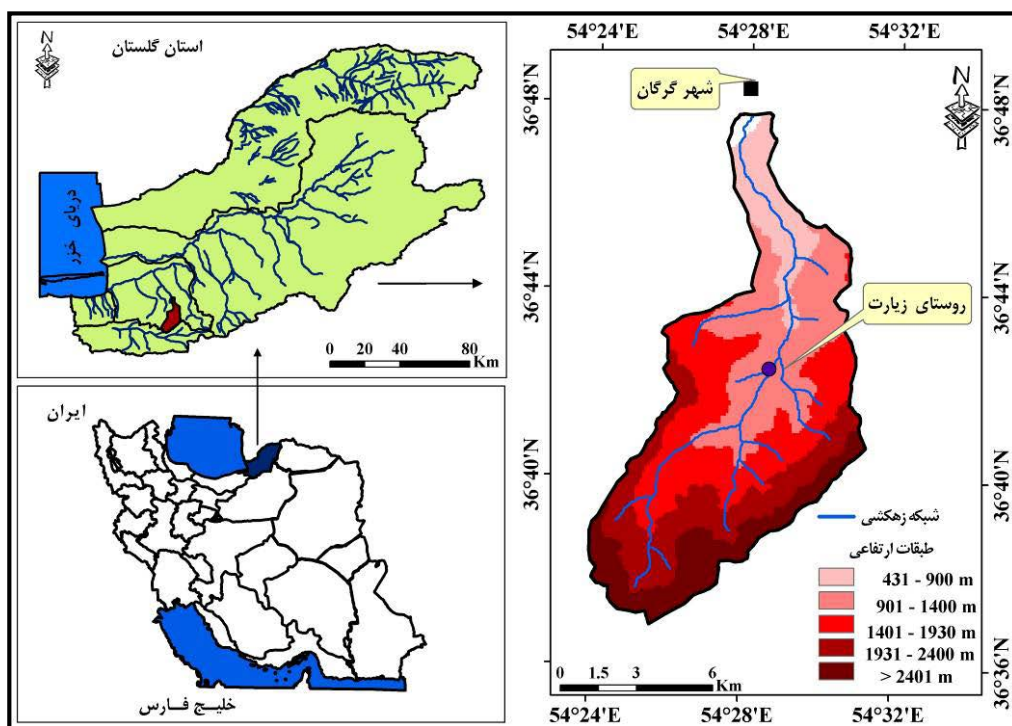 استان گلستان
N
دریای خزر
0 20 40 80
Km
ایران
خلیج فارس
54°24'E 54°28'E 54°32'E
36°48'N 36°48'N
36°44'N 36°44'N
36°40'N 36°40'N
36°36'N
54°24'E 54°28'E 54°32'E
N
شهر گرگان
روستای زیارت
شبکه زهکشی
طبقات ارتفاعی
431 - 900 m
901 - 1400 m
1401 - 1930 m
1931 - 2400 m
> 2401 m
0 1.5 3 6
Km